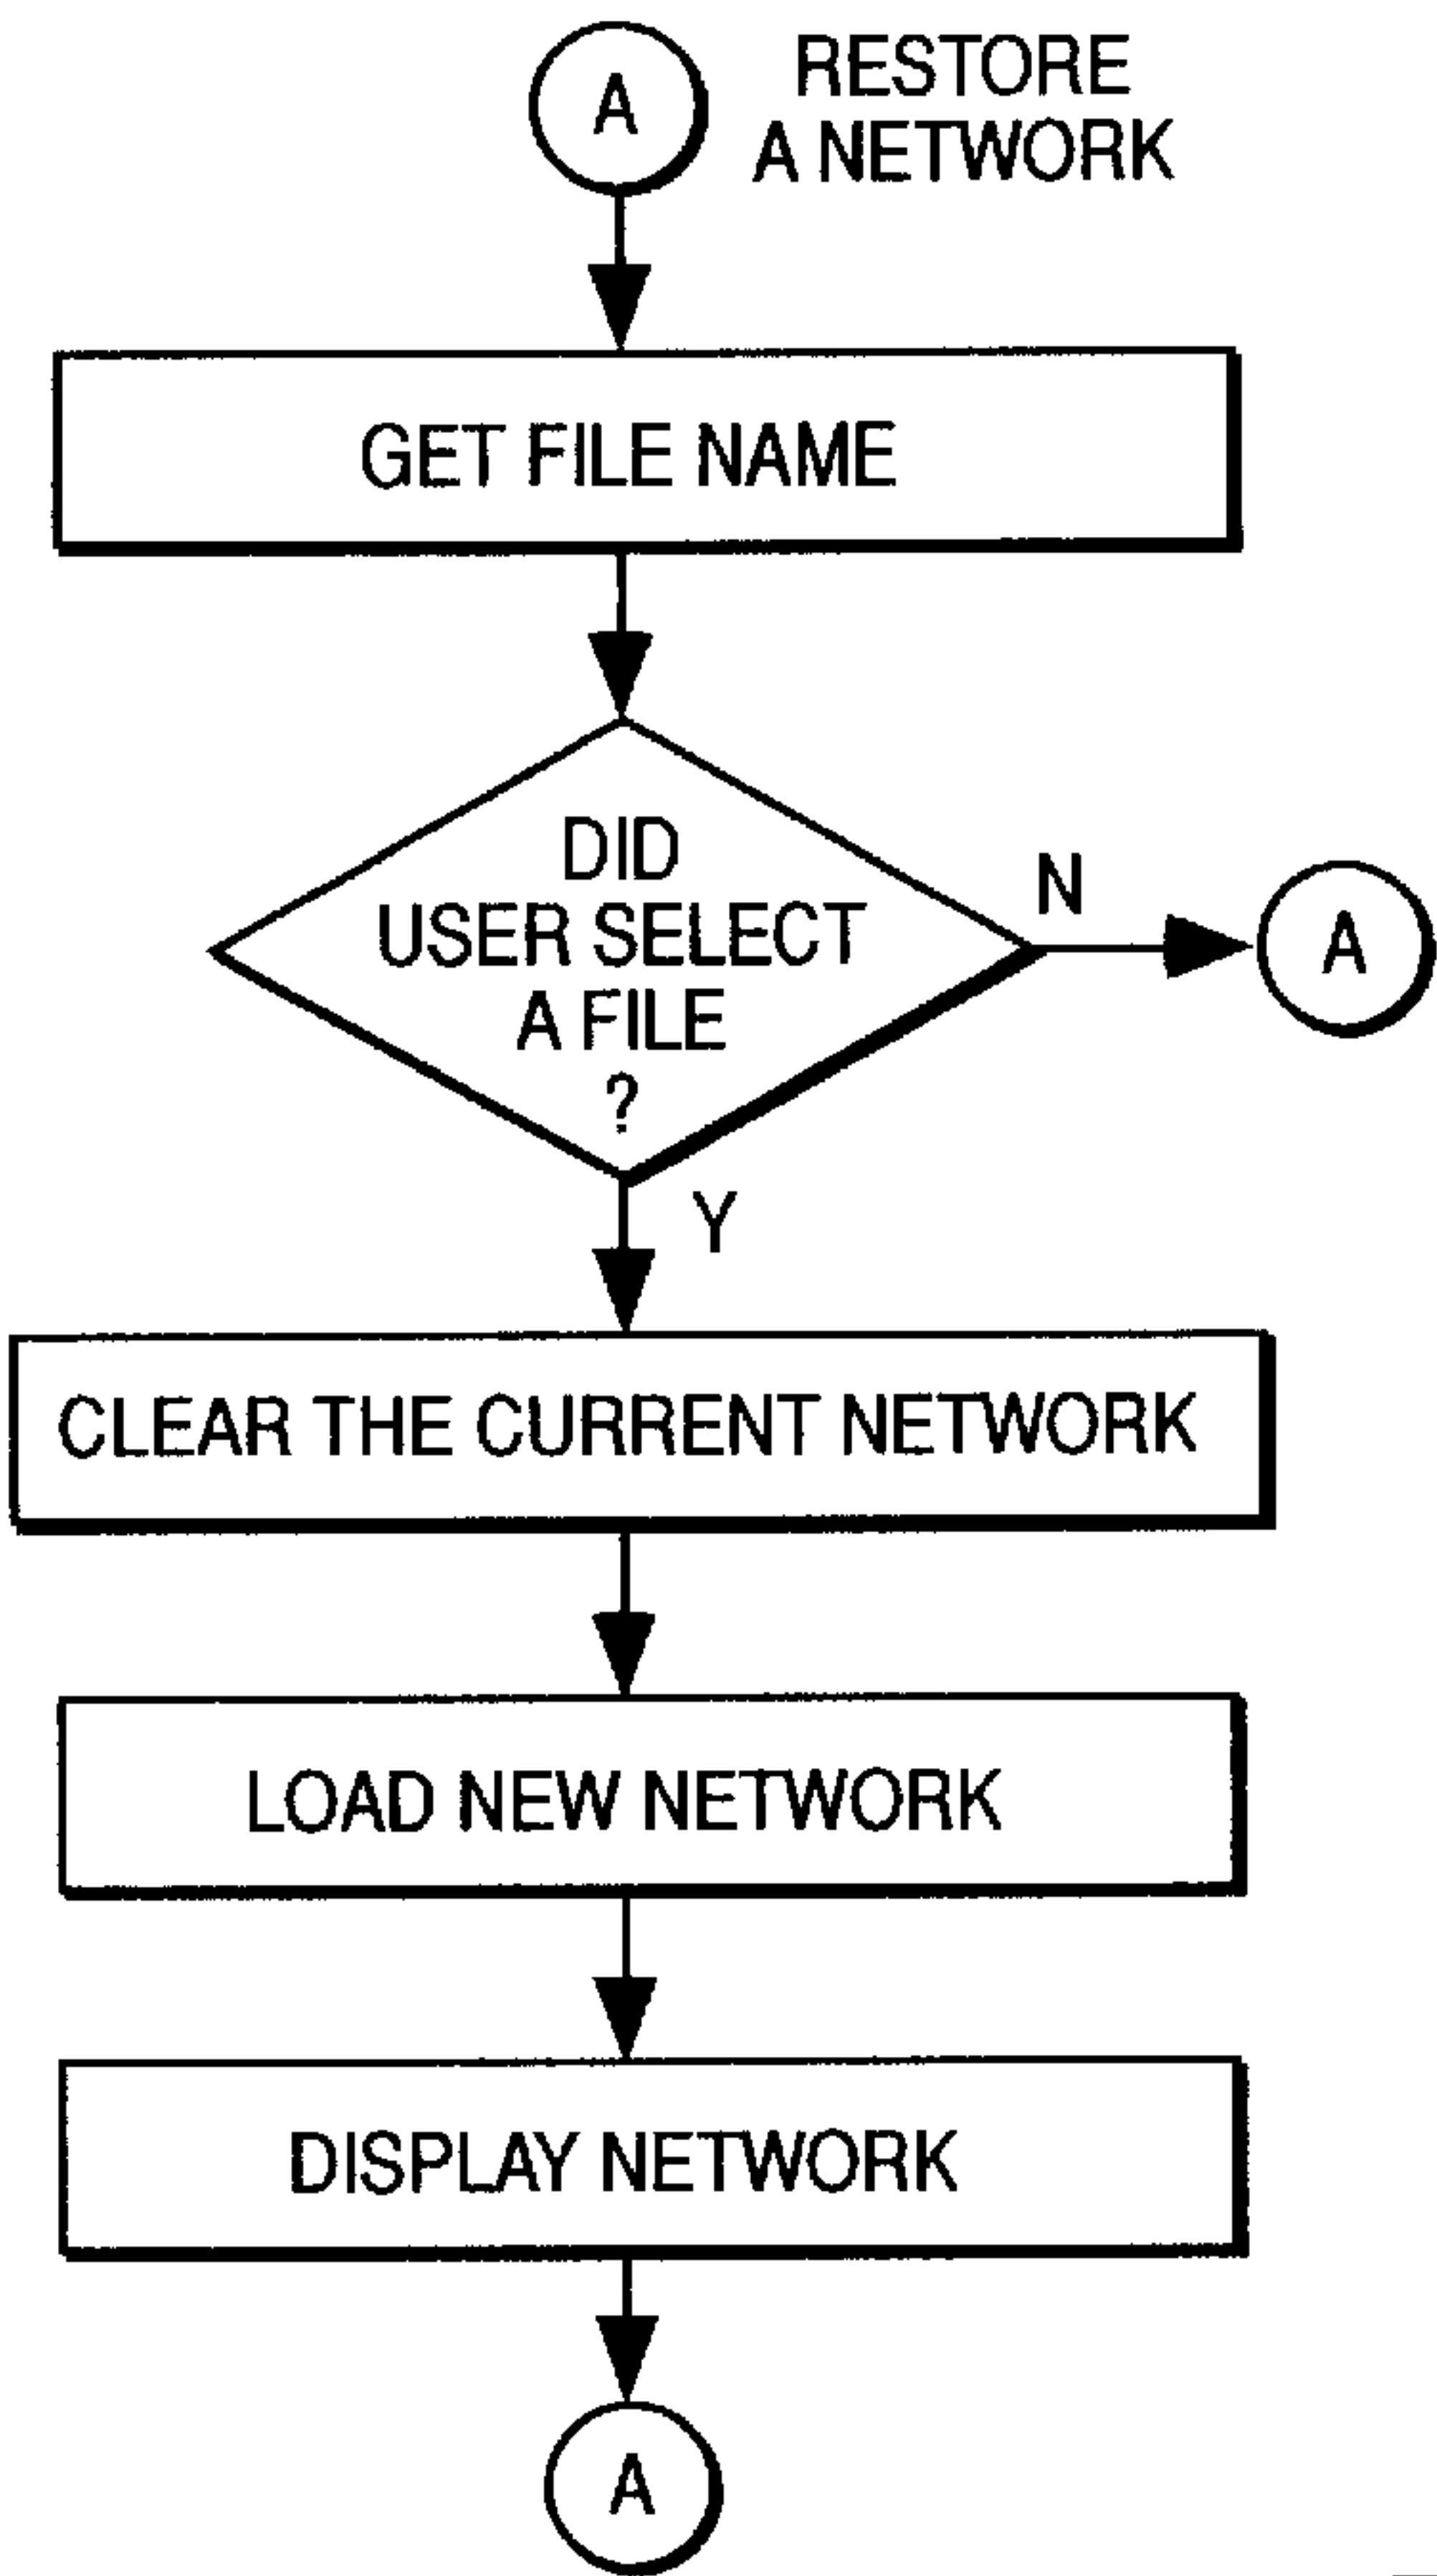 A
RESTORE
A NETWORK
GET FILE NAME
DID
USER SELECT
A FILE
?
N
A
Y
CLEAR THE CURRENT NETWORK
LOAD NEW NETWORK
DISPLAY NETWORK
A